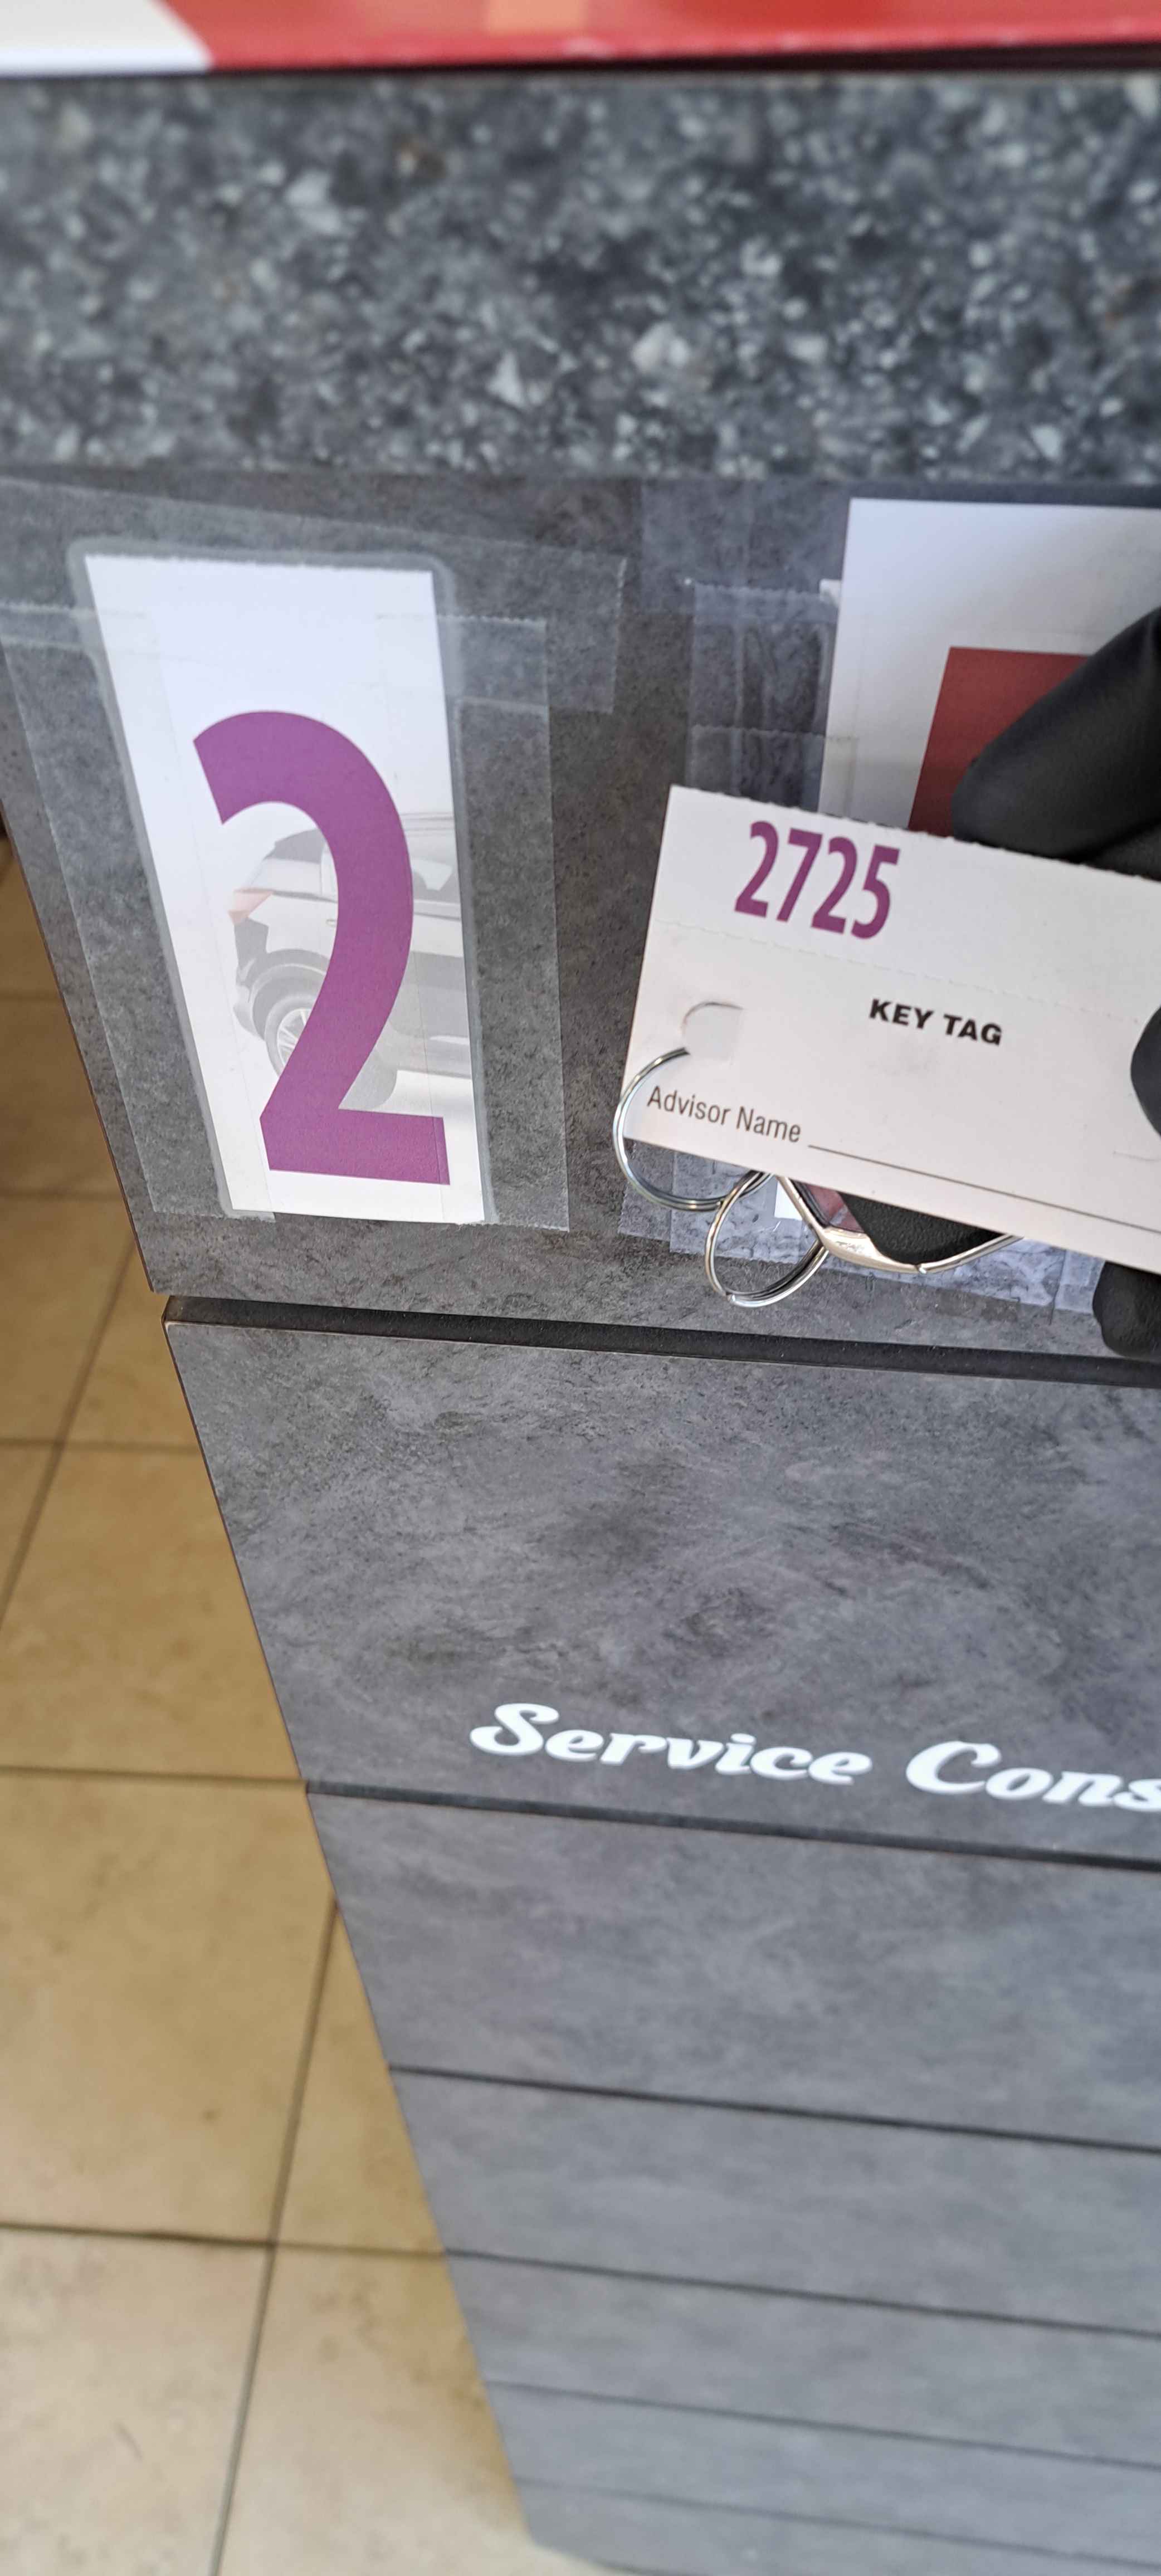 2
2725
KEY TAG
Advisor Name
Service Cons